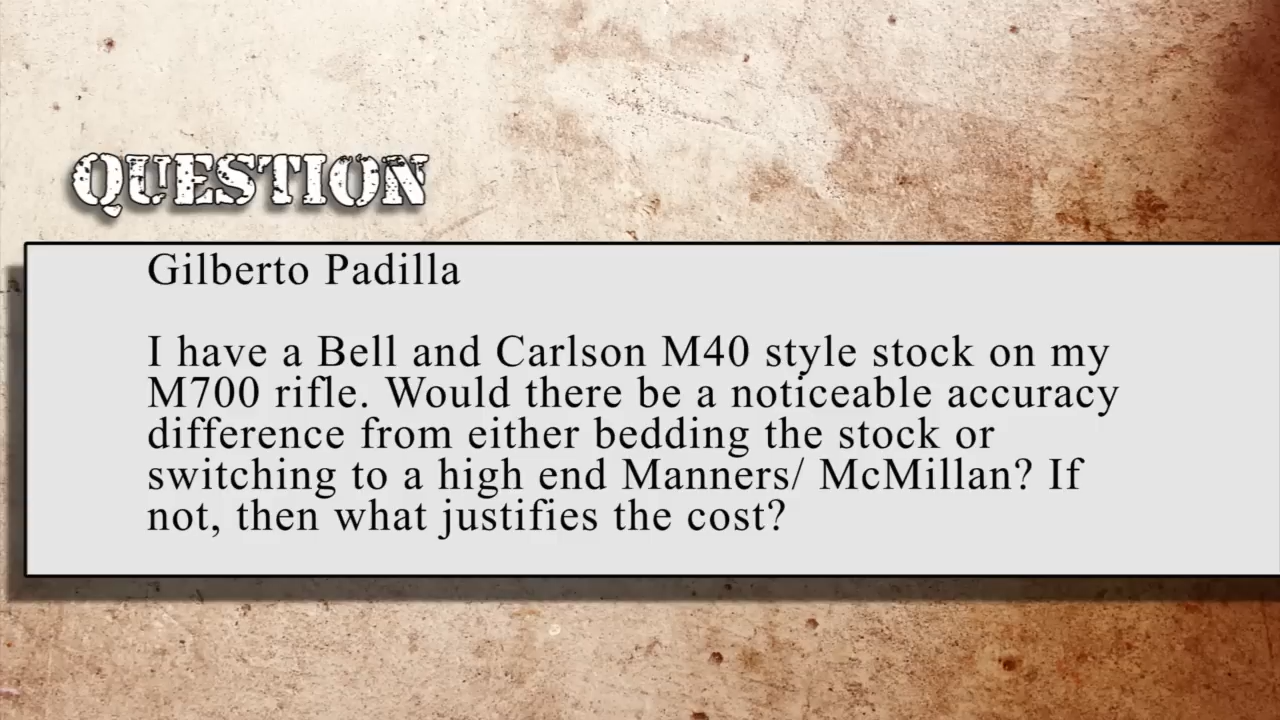 QUESTION
Gilberto Padilla
I have a Bell and Carlson M40 style stock on my
M700 rifle. Would there be a noticeable accuracy
difference from either bedding the stock or
switching to a high end Manners/ McMillan? If
not, then what justifies the cost?